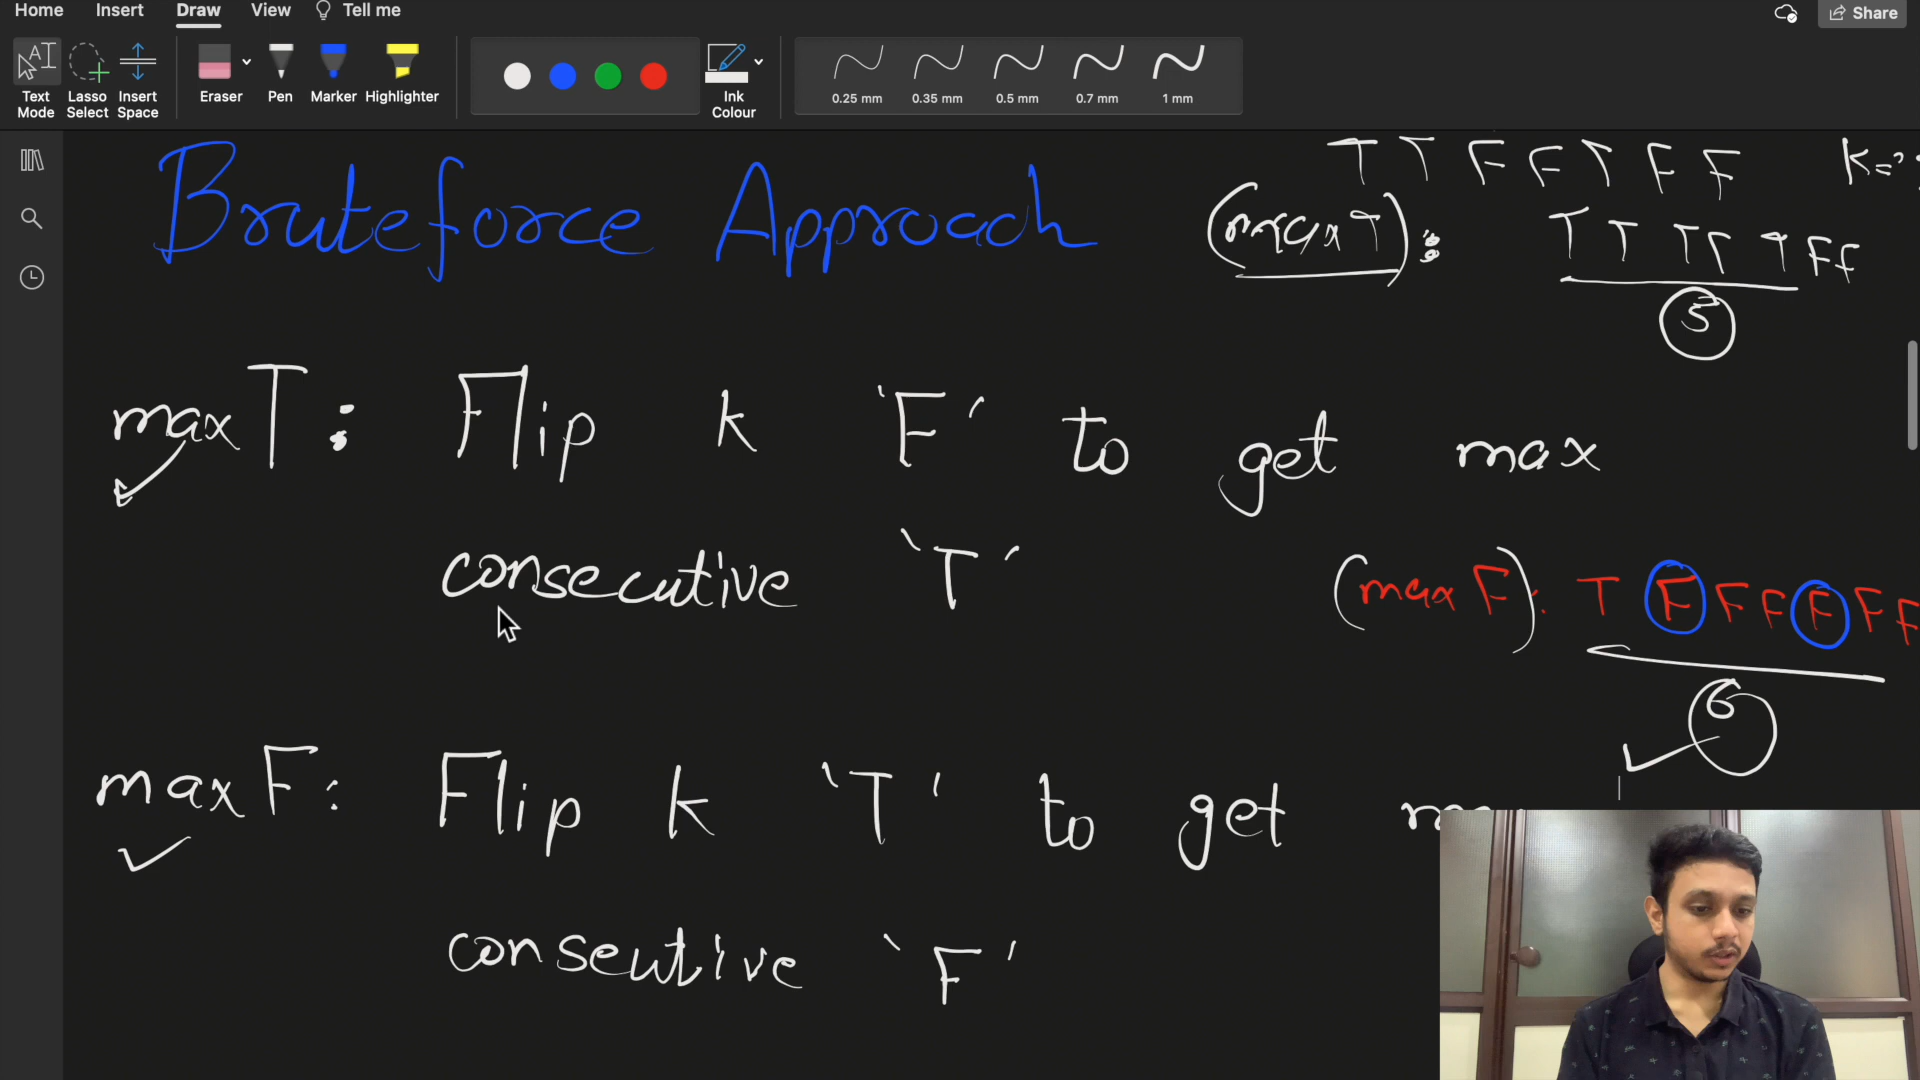 Home Insert Draw View Tell me Share
Text Mode Lasso Select Insert Space Eraser Pen Marker Highlighter Ink Colour 0.25 mm 0.35 mm 0.5 mm 0.7 mm 1 mm
T T F F T F F K=
Bruteforce Approach (maxT): T T T T T F F
5
maxT: Flip k 'F' to get max
consecutive 'T'
(max F): T F F F F F F
6
maxF: Flip k 'T' to get
conseutive 'F'